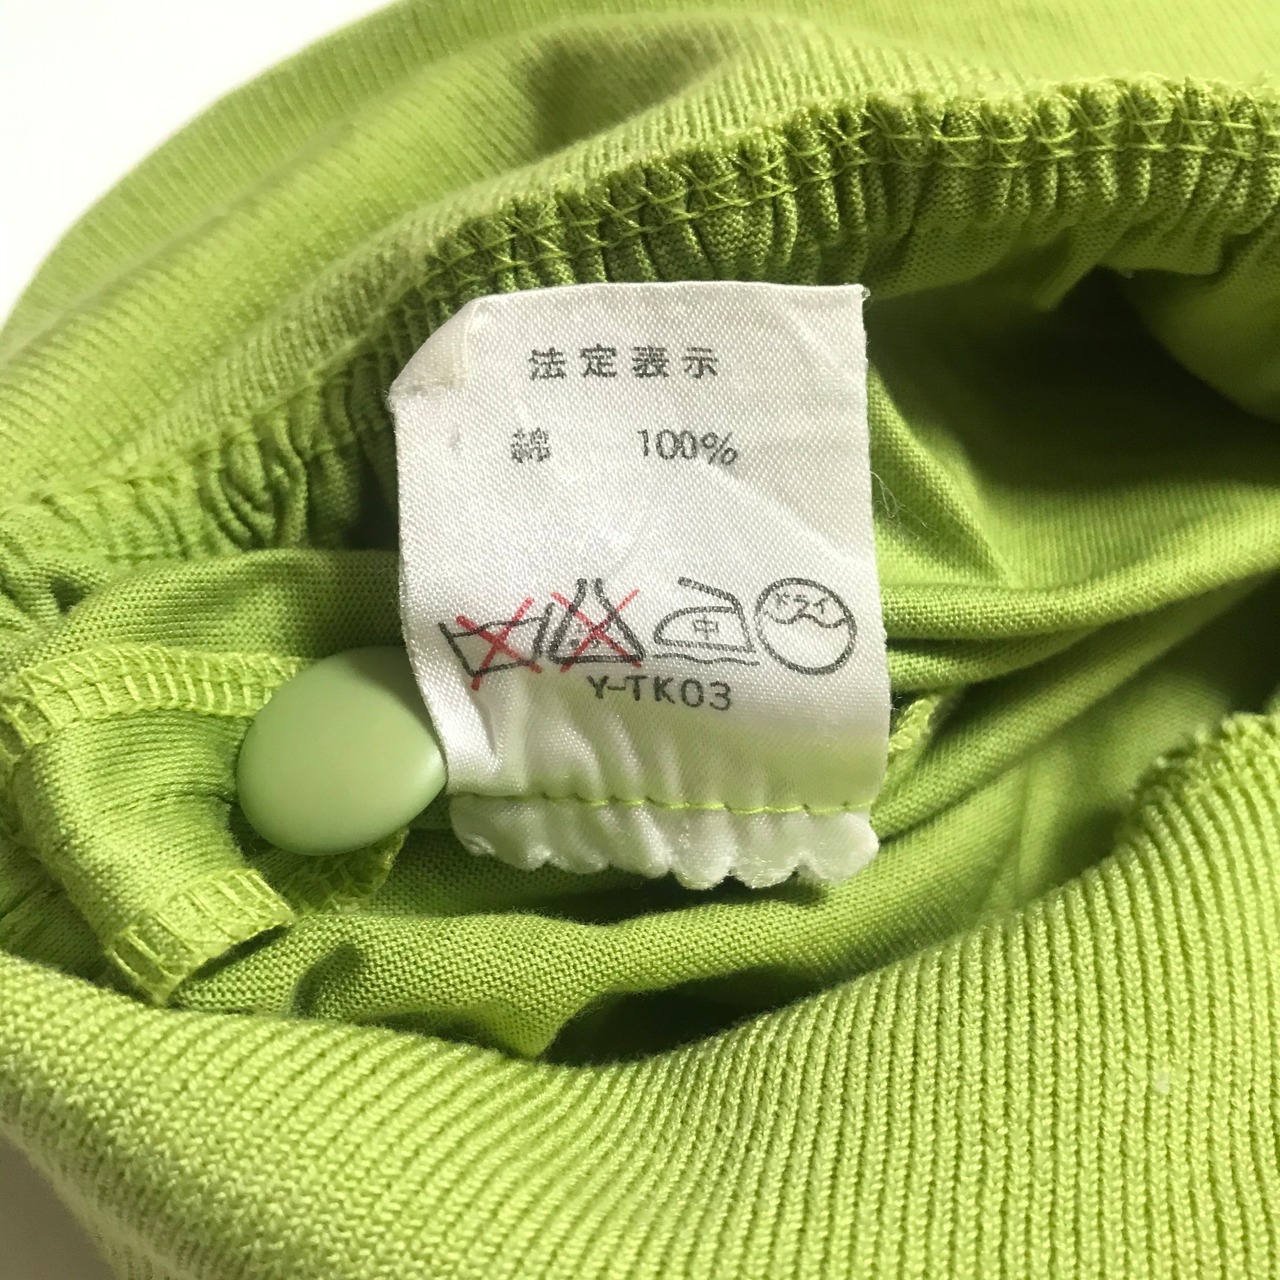 法定表示
綿 100%
中 ドライ
Y-TK03